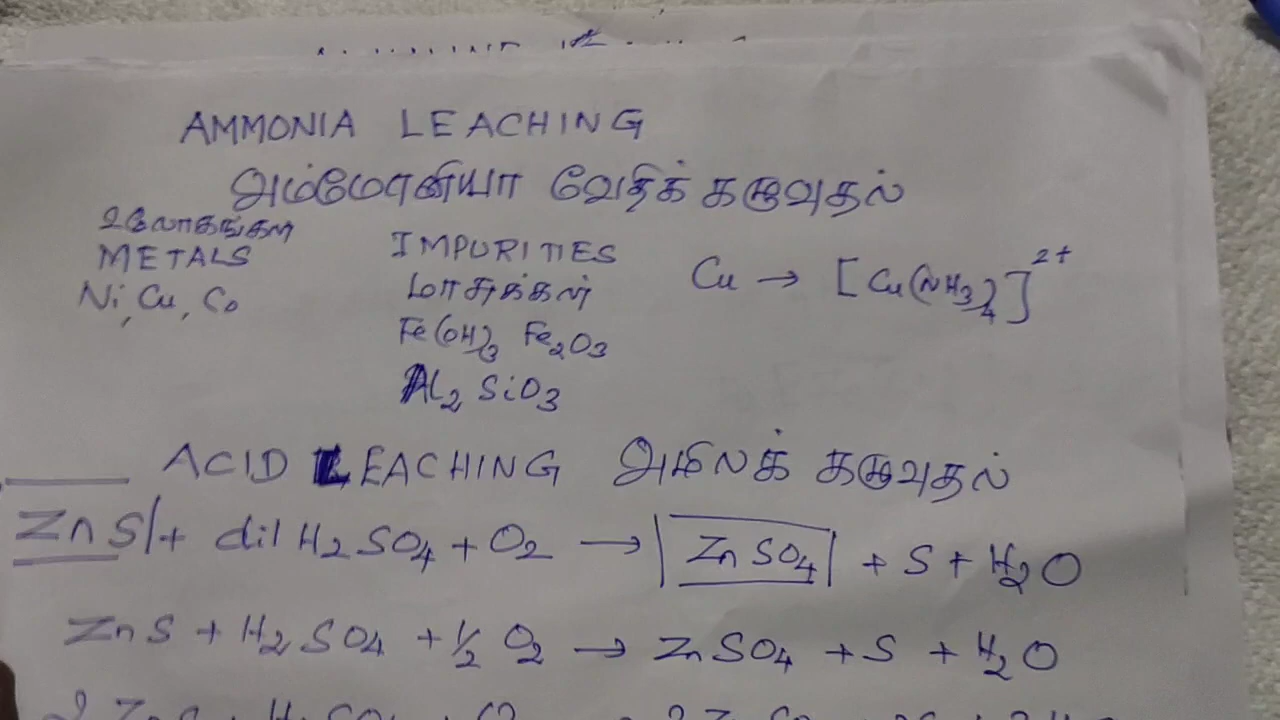 AMMONIA LEACHING
அம்மோனியா வேதிக் கழுவுதல்
உலோகங்கள்
METALS
Ni, Cu, Co
IMPURITIES
மாசுக்கள்
Fe(OH)₃ Fe₂O₃
Al₂ SiO₃
Cu → [Cu(NH₃)₄]²⁺
ACID LEACHING அமிலக் கழுவுதல்
ZnS + dil H₂SO₄ + O₂ → ZnSO₄ + S + H₂O
ZnS + H₂SO₄ + ½ O₂ → ZnSO₄ + S + H₂O